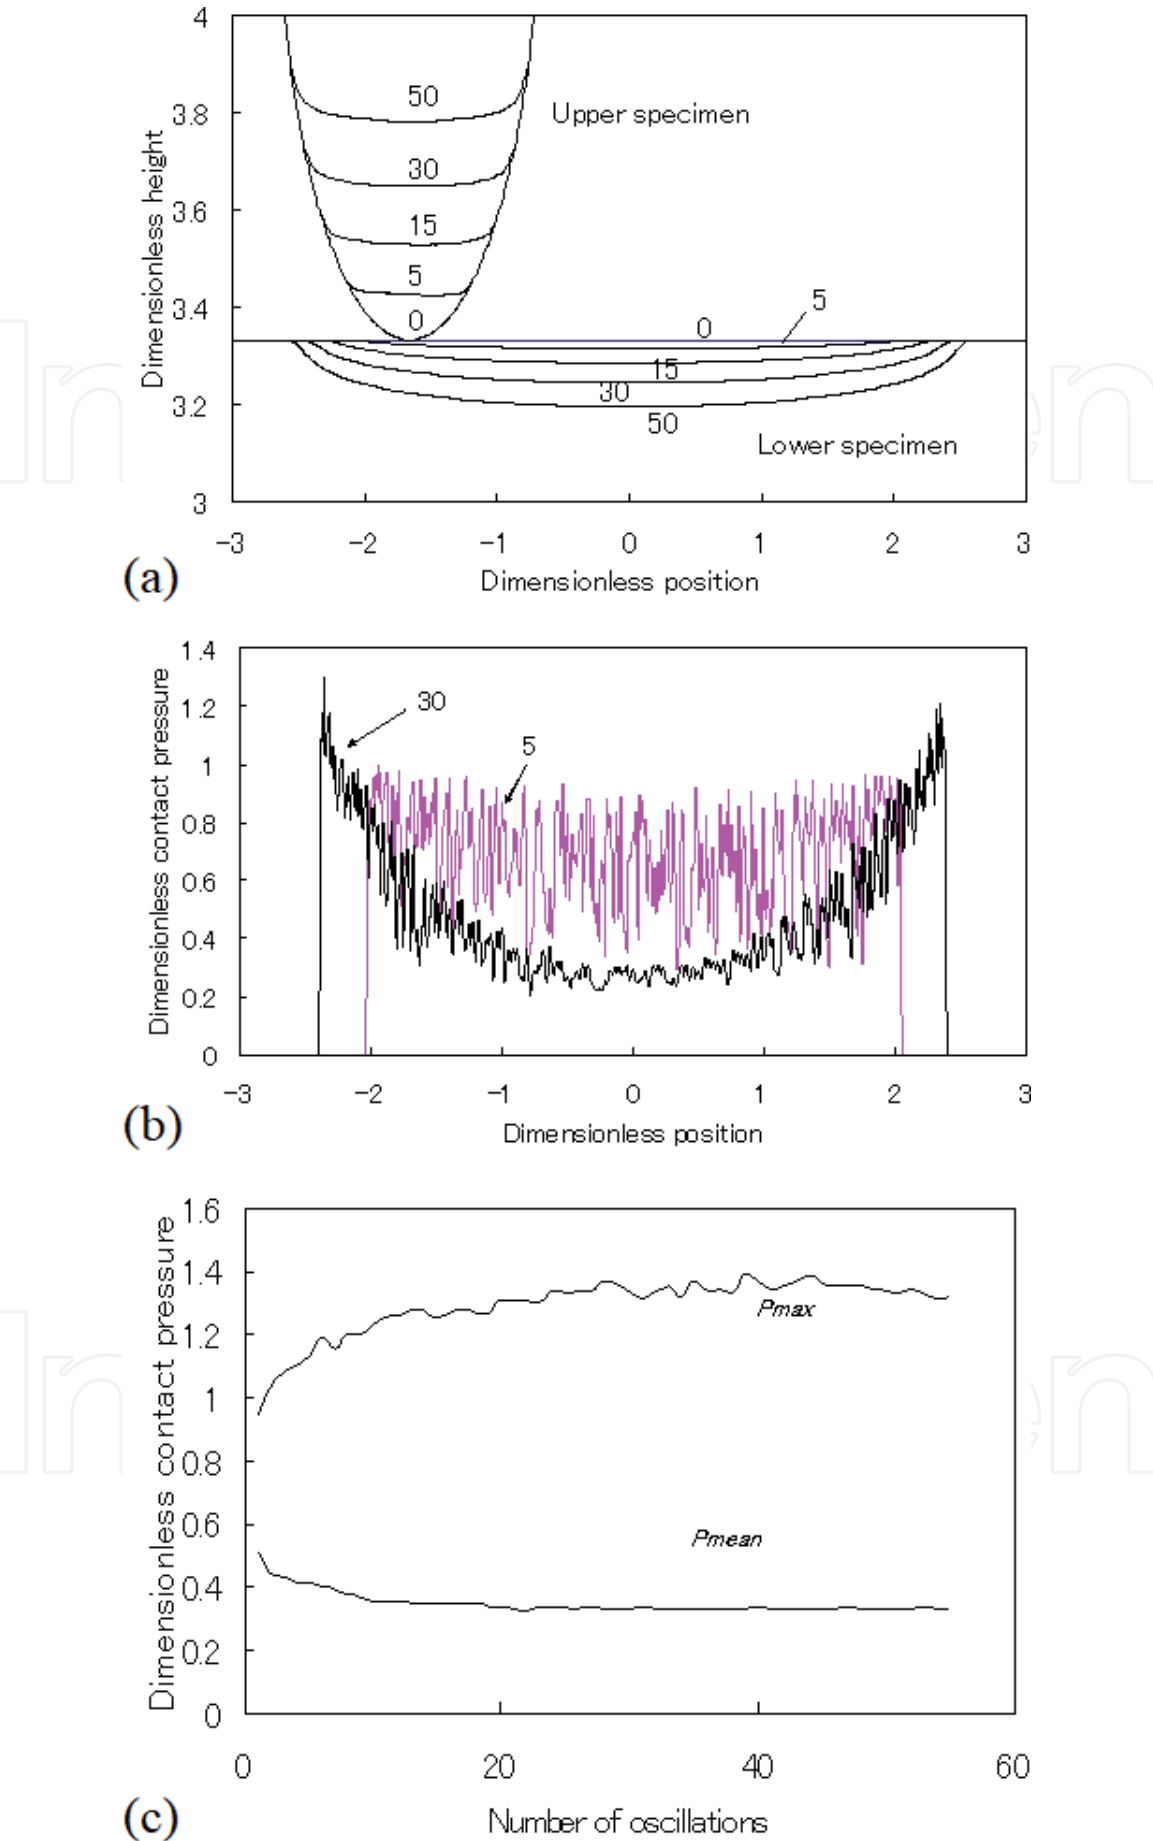 4
3.8
3.6
3.4
3.2
3
Dimensionless height
50
30
15
5
0
Upper specimen
5
0
15
30
50
Lower specimen
-3 -2 -1 0 1 2 3
Dimensionless position
(a)
1.4
1.2
1
0.8
0.6
0.4
0.2
0
Dimensionless contact pressure
30
5
-3 -2 -1 0 1 2 3
Dimensionless position
(b)
1.6
1.4
1.2
1
0.8
0.6
0.4
0.2
0
Dimensionless contact pressure
Pmax
Pmean
0 20 40 60
Number of oscillations
(c)